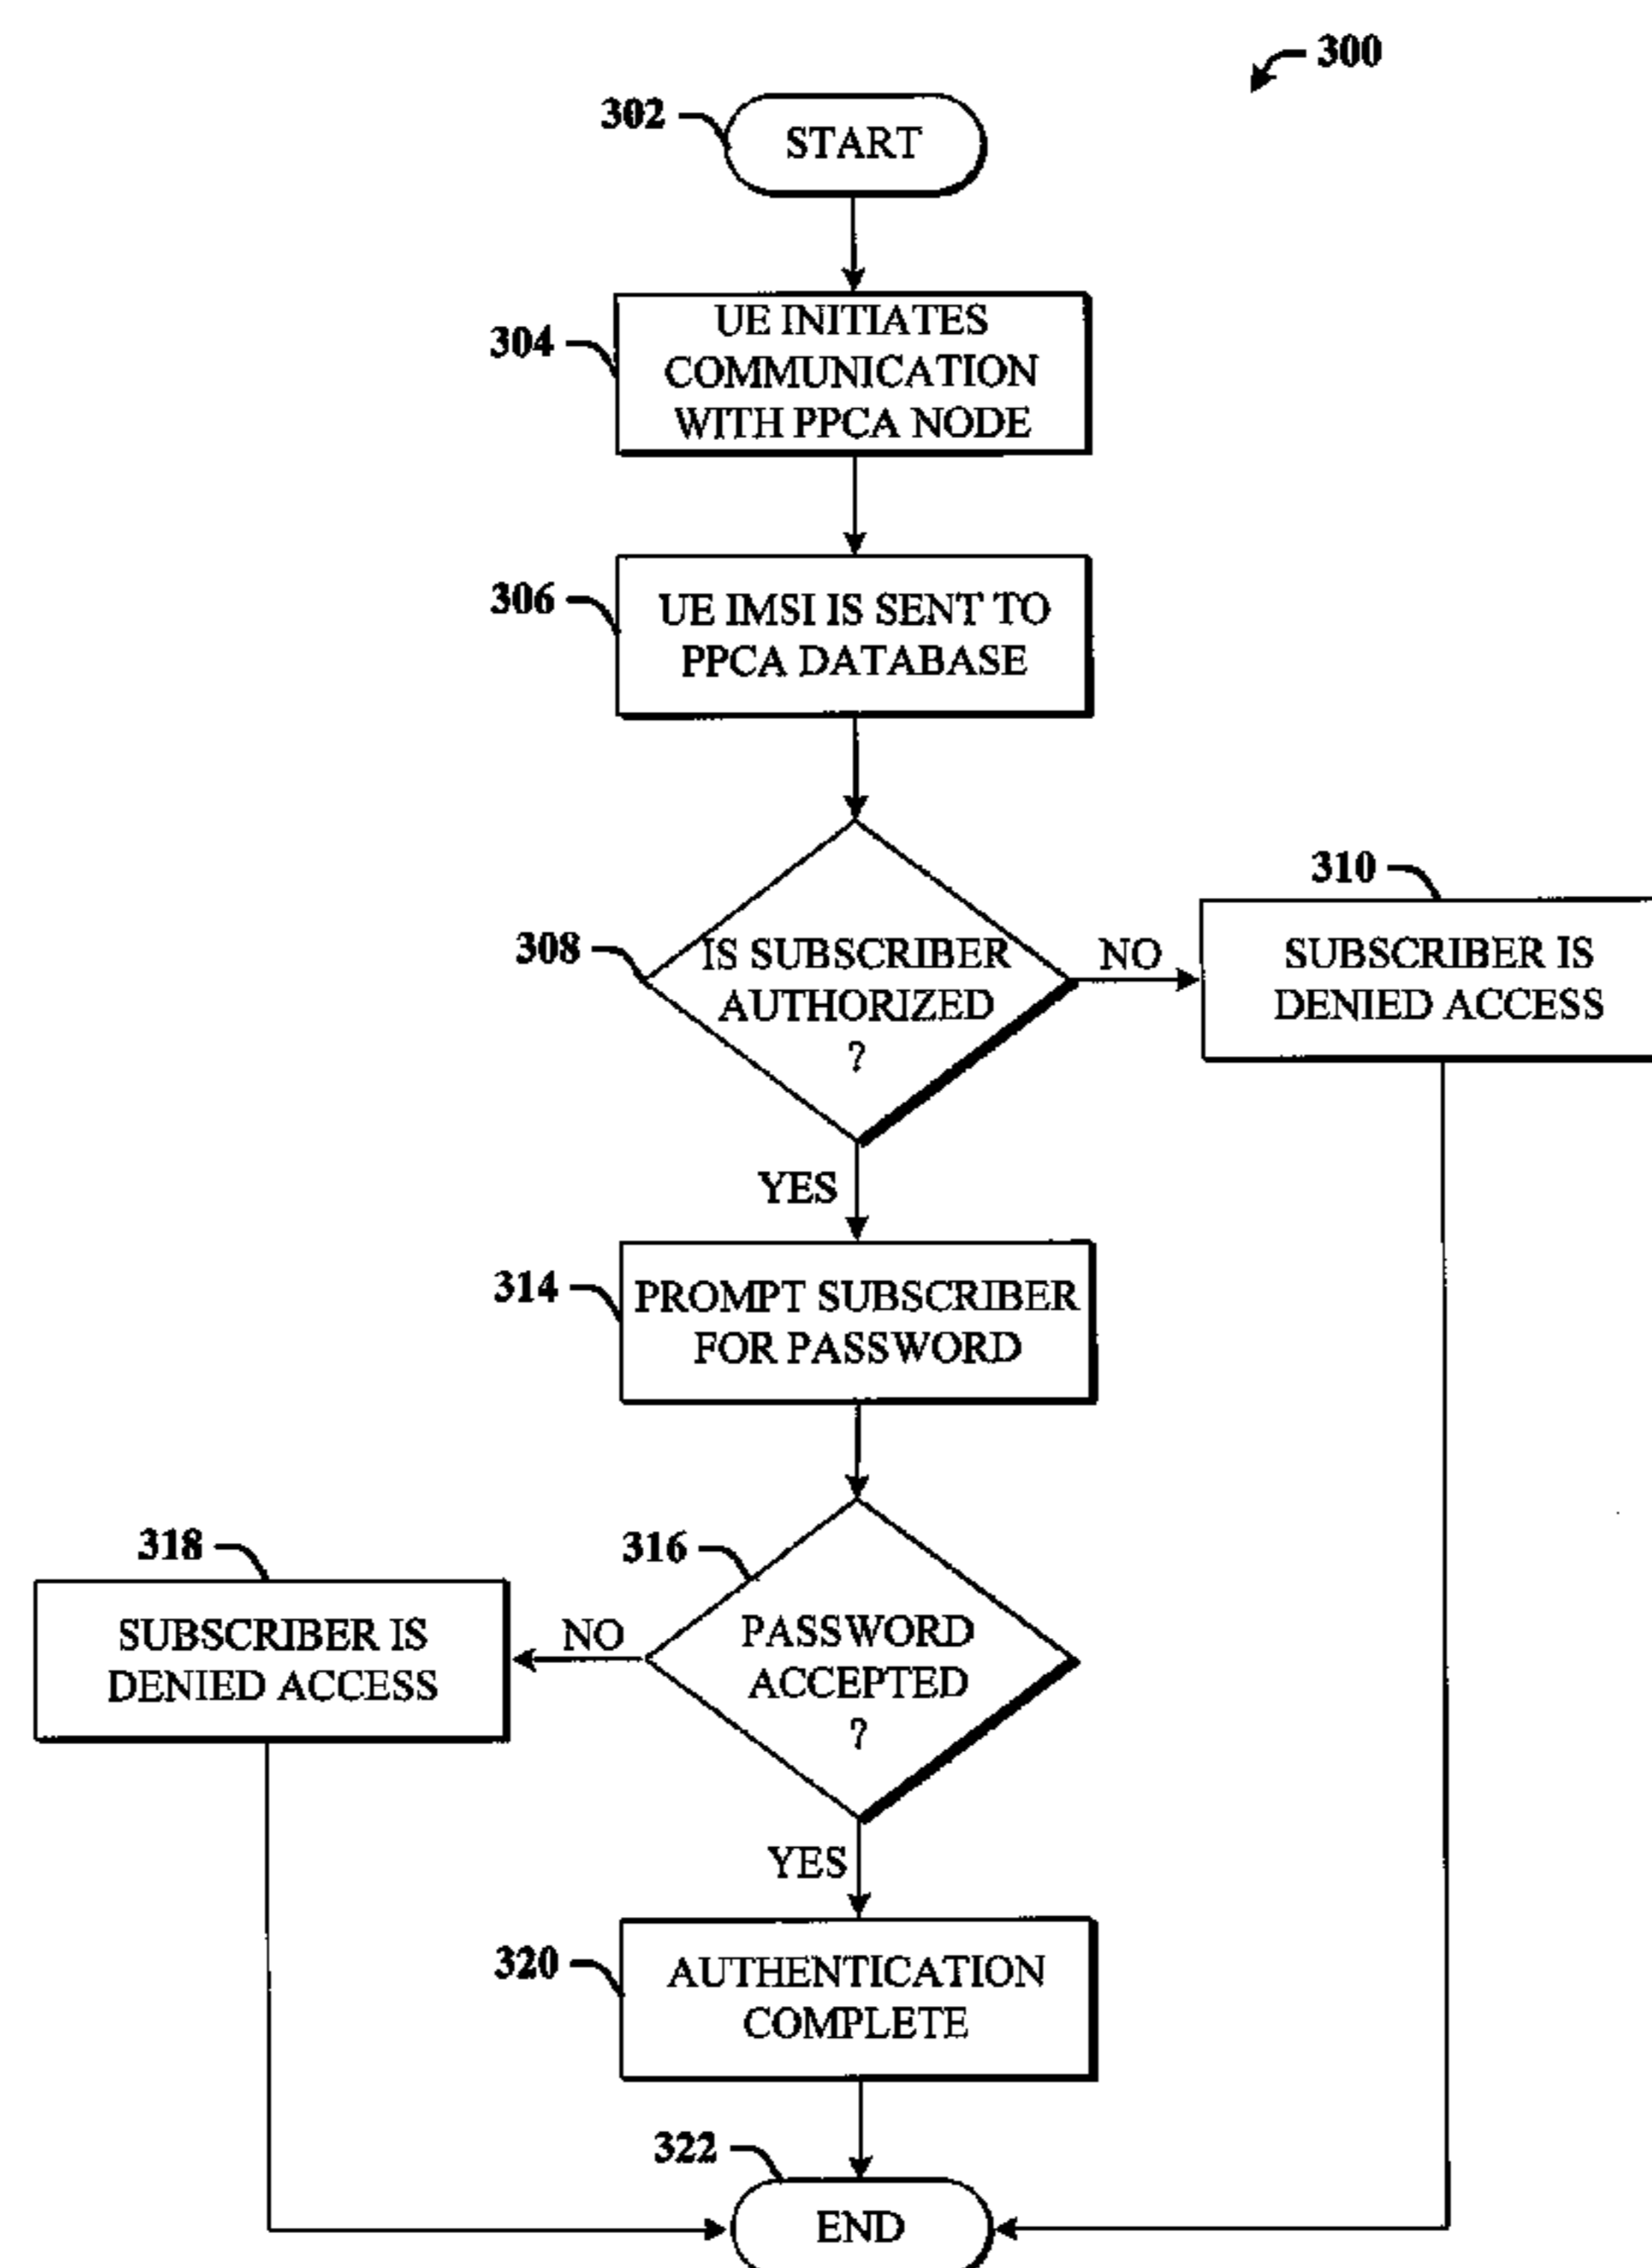 300
302
START
304
UE INITIATES
COMMUNICATION
WITH PPCA NODE
306
UE IMSI IS SENT TO
PPCA DATABASE
308
IS SUBSCRIBER
AUTHORIZED
?
NO
310
SUBSCRIBER IS
DENIED ACCESS
YES
314
PROMPT SUBSCRIBER
FOR PASSWORD
316
PASSWORD
ACCEPTED
?
NO
318
SUBSCRIBER IS
DENIED ACCESS
YES
320
AUTHENTICATION
COMPLETE
322
END